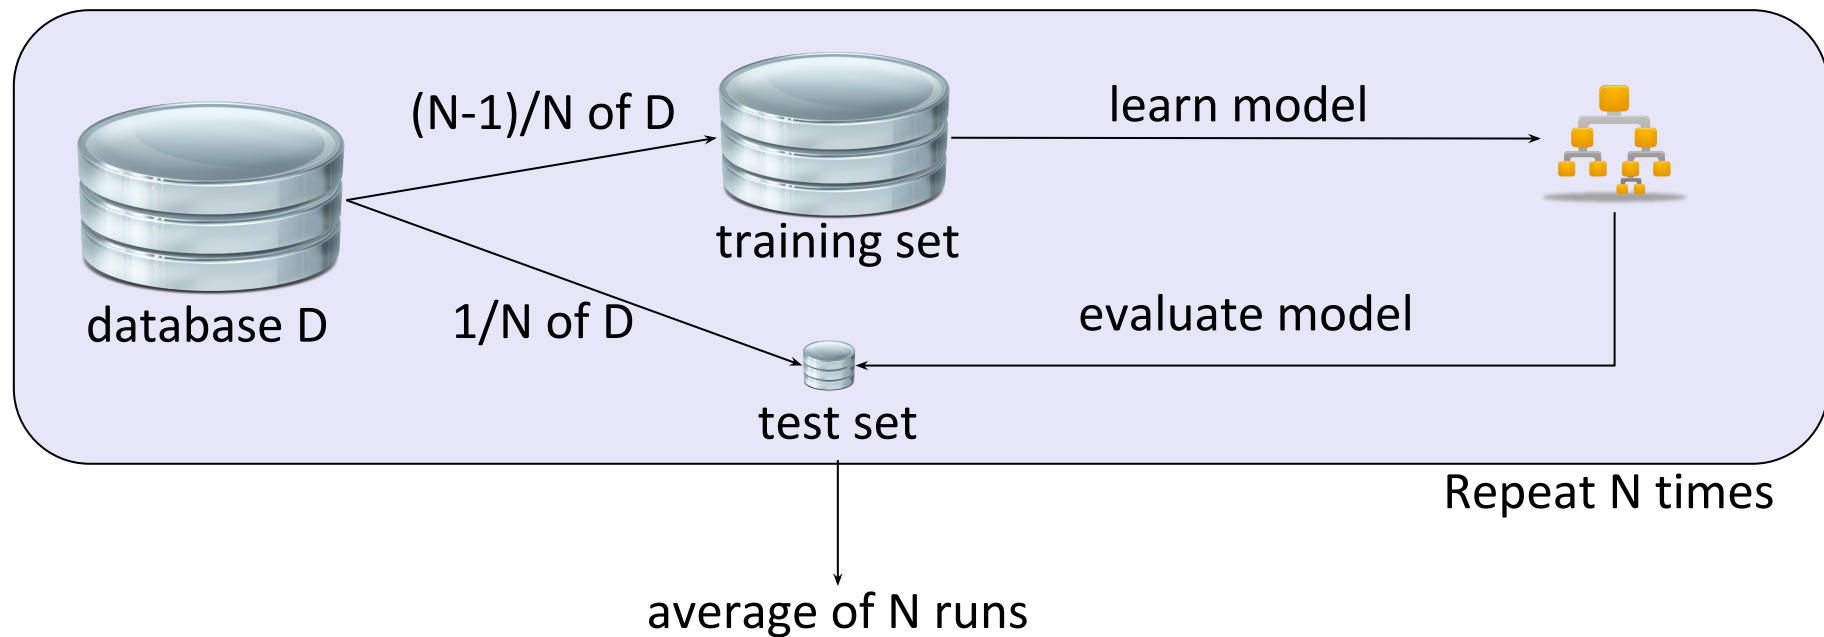 (N-1)/N of D
learn model
training set
database D
1/N of D
evaluate model
test set
Repeat N times
average of N runs